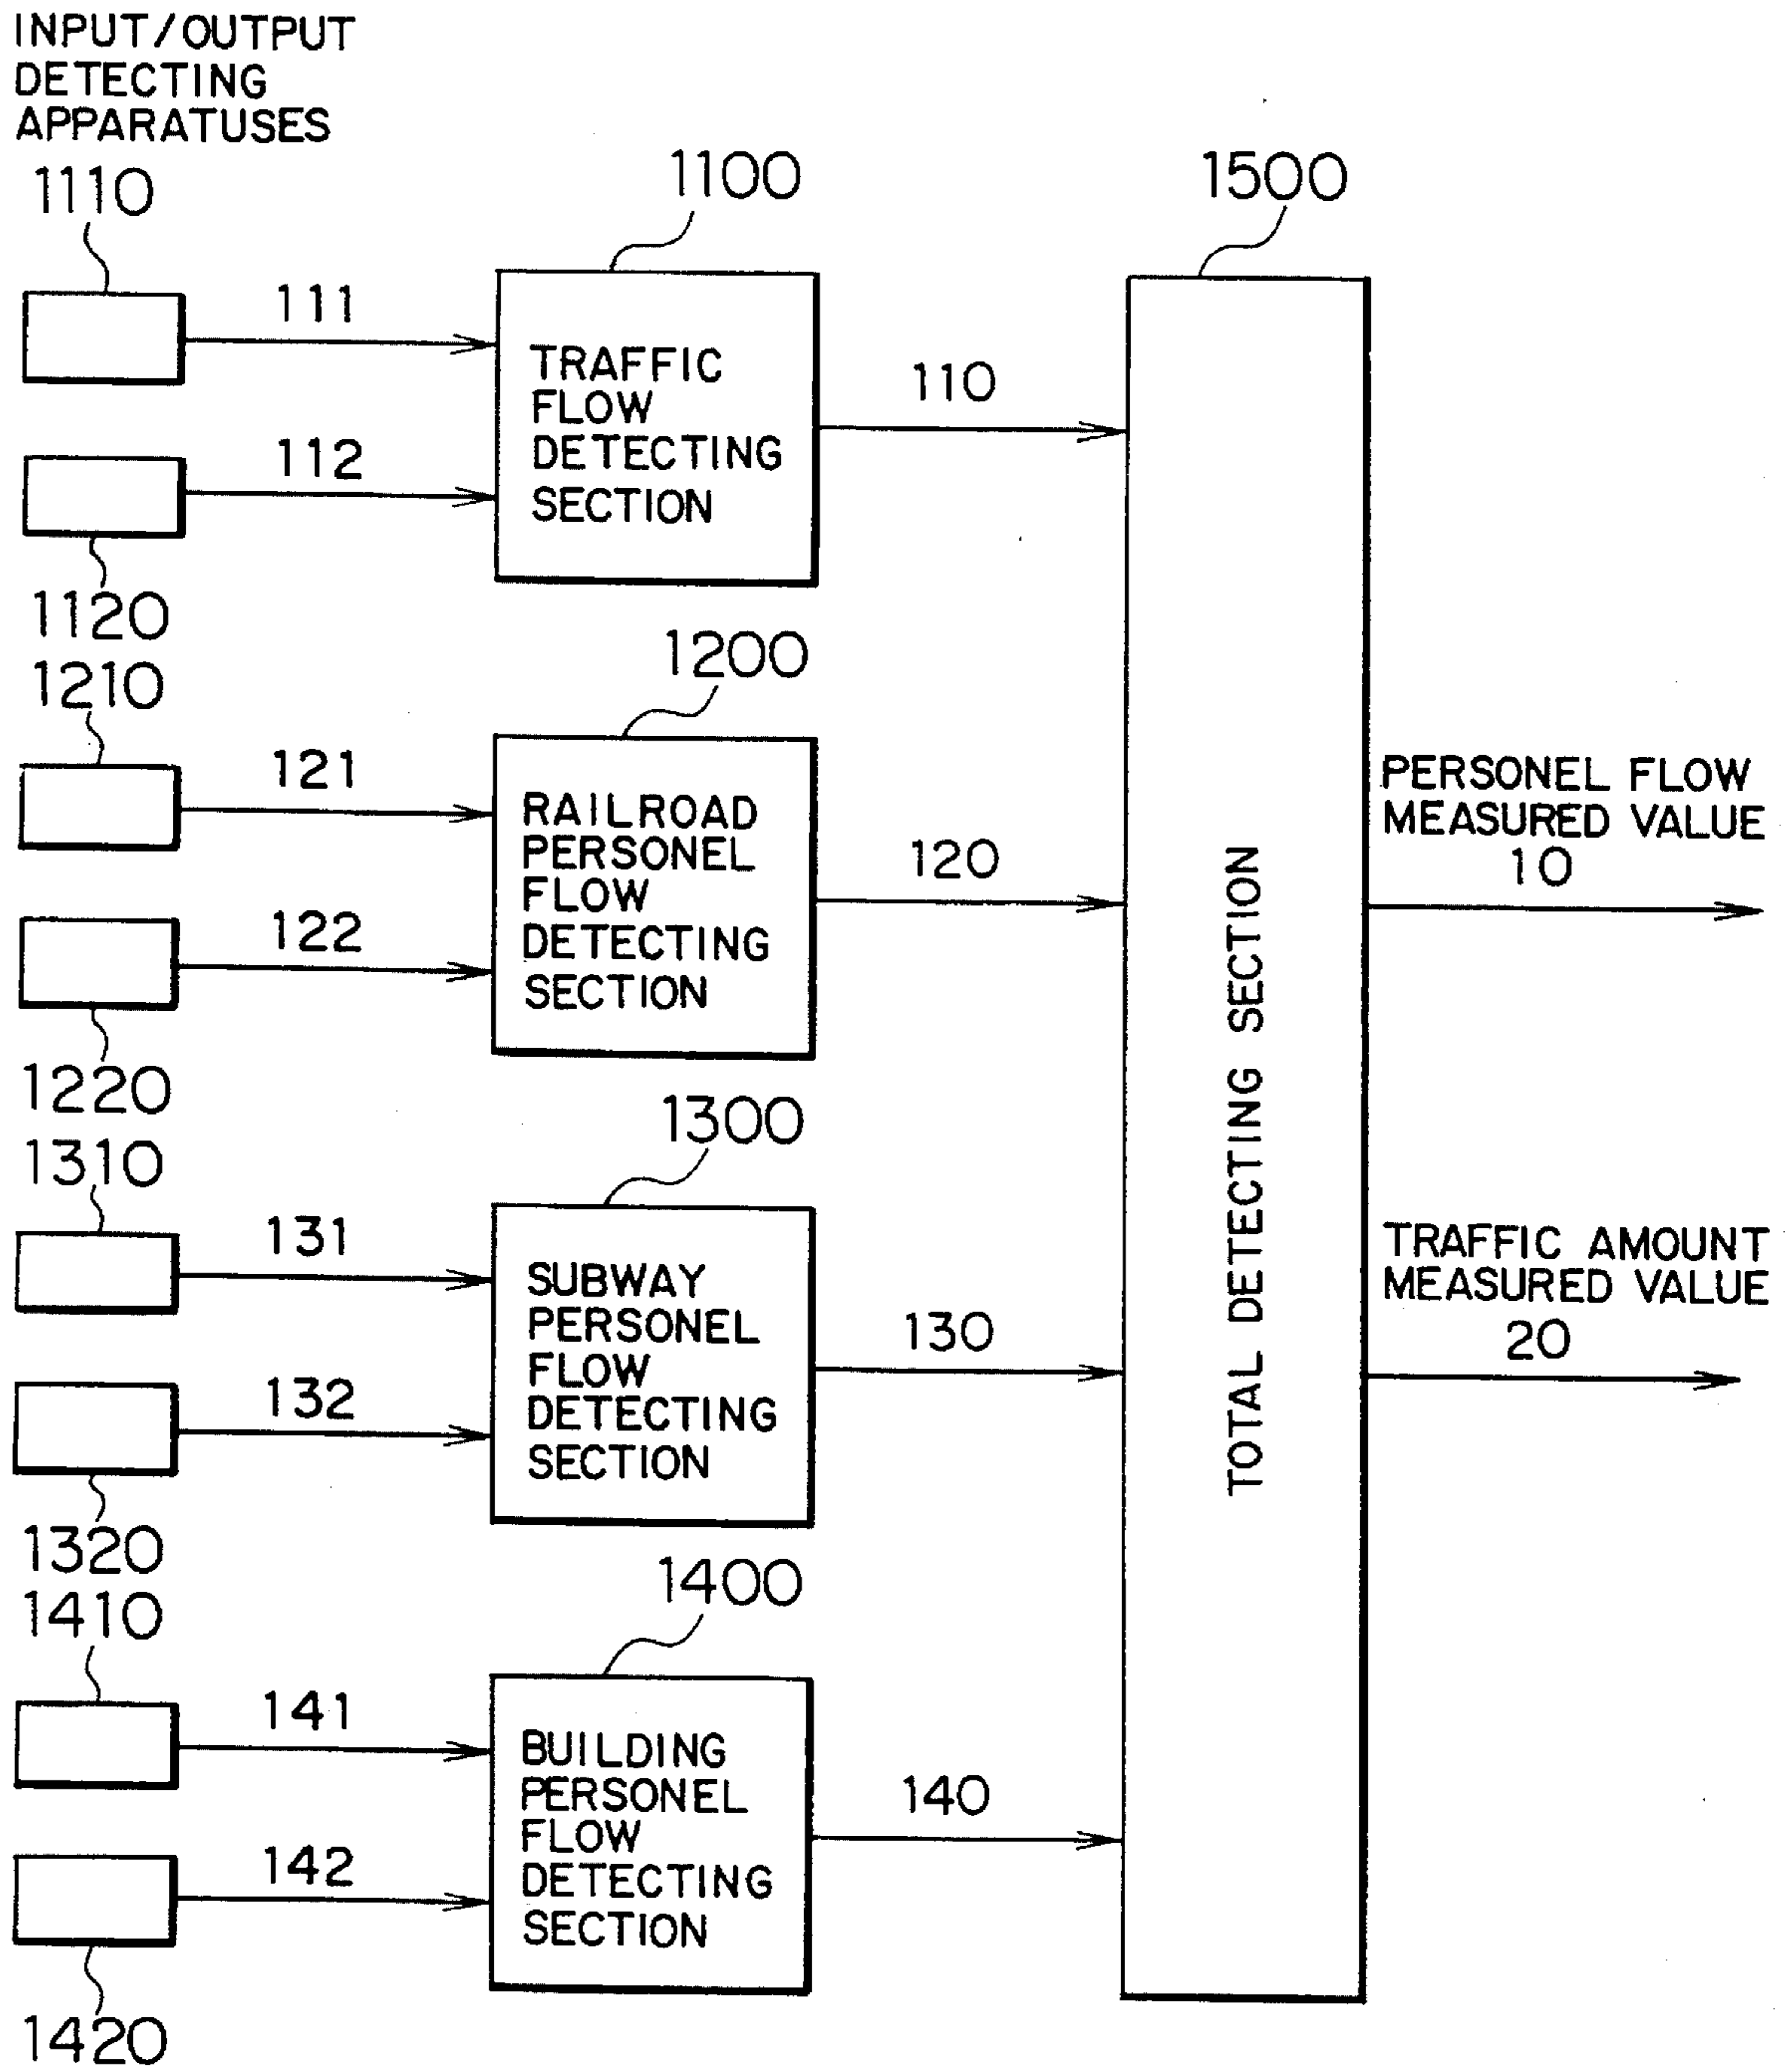 INPUT/OUTPUT
DETECTING
APPARATUSES
1110
1100
1500
111
TRAFFIC
FLOW
DETECTING
SECTION
110
112
1120
1200
1210
121
RAILROAD
PERSONEL
FLOW
DETECTING
SECTION
120
122
1220
PERSONEL FLOW
MEASURED VALUE
10
TOTAL DETECTING SECTION
1300
1310
131
SUBWAY
PERSONEL
FLOW
DETECTING
SECTION
130
132
1320
TRAFFIC AMOUNT
MEASURED VALUE
20
1400
1410
141
BUILDING
PERSONEL
FLOW
DETECTING
SECTION
140
142
1420